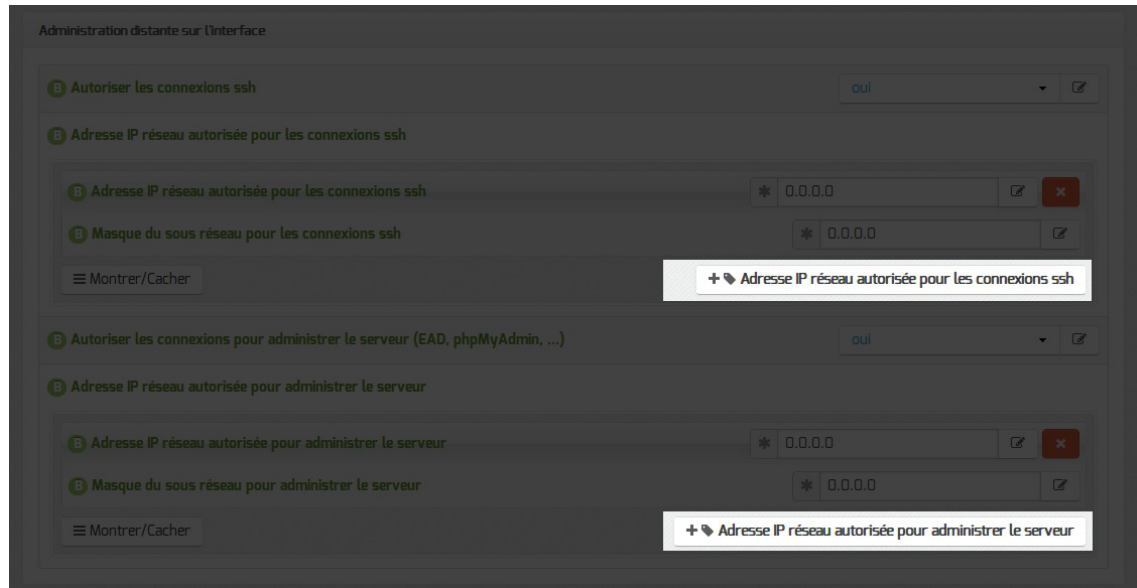 Administration distante sur l'interface
B Autoriser les connexions ssh oui
B Adresse IP réseau autorisée pour les connexions ssh
B Adresse IP réseau autorisée pour les connexions ssh 0.0.0.0
B Masque du sous réseau pour les connexions ssh 0.0.0.0
Montrer/Cacher + Adresse IP réseau autorisée pour les connexions ssh
B Autoriser les connexions pour administrer le serveur (EAD, phpMyAdmin, ...) oui
B Adresse IP réseau autorisée pour administrer le serveur
B Adresse IP réseau autorisée pour administrer le serveur 0.0.0.0
B Masque du sous réseau pour administrer le serveur 0.0.0.0
Montrer/Cacher + Adresse IP réseau autorisée pour administrer le serveur